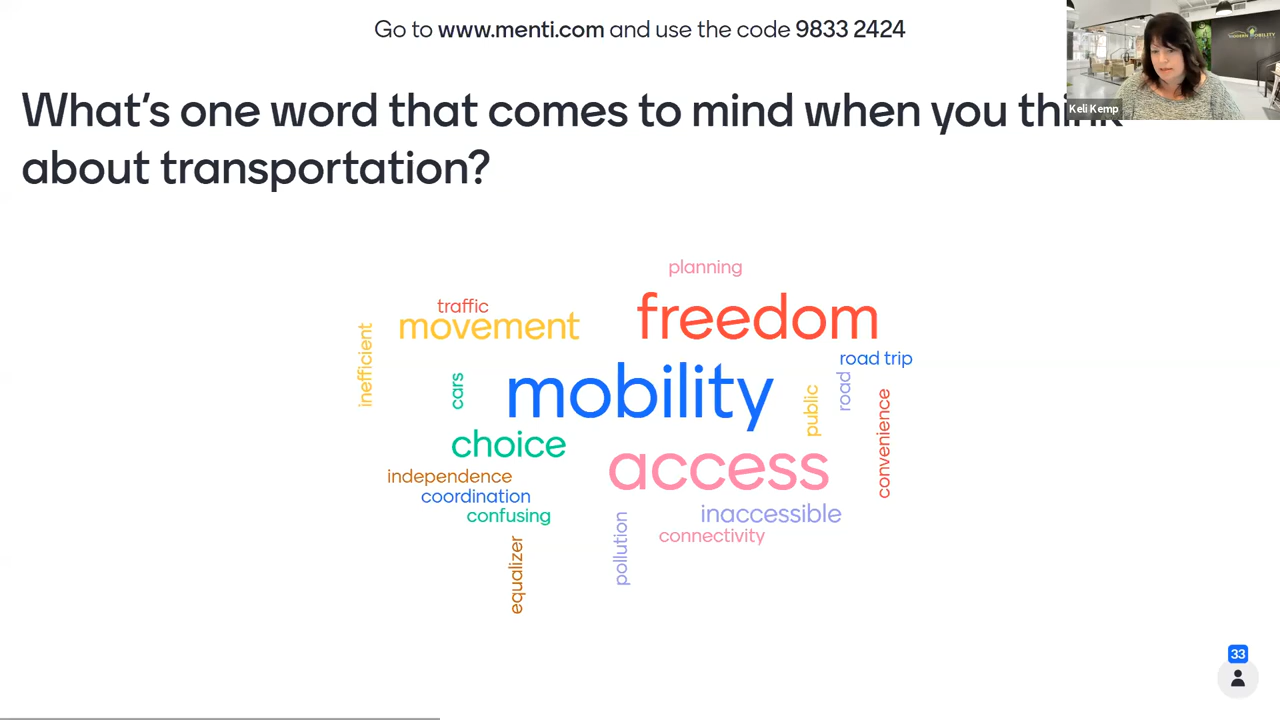 Go to www.menti.com and use the code 9833 2424
MODERN MOBILITY
Keli Kemp
What's one word that comes to mind when you think
about transportation?
planning
traffic
freedom
movement
inefficient
road trip
cars
mobility
road
public
convenience
choice
access
independence
coordination
confusing
inaccessible
connectivity
pollution
equalizer
33